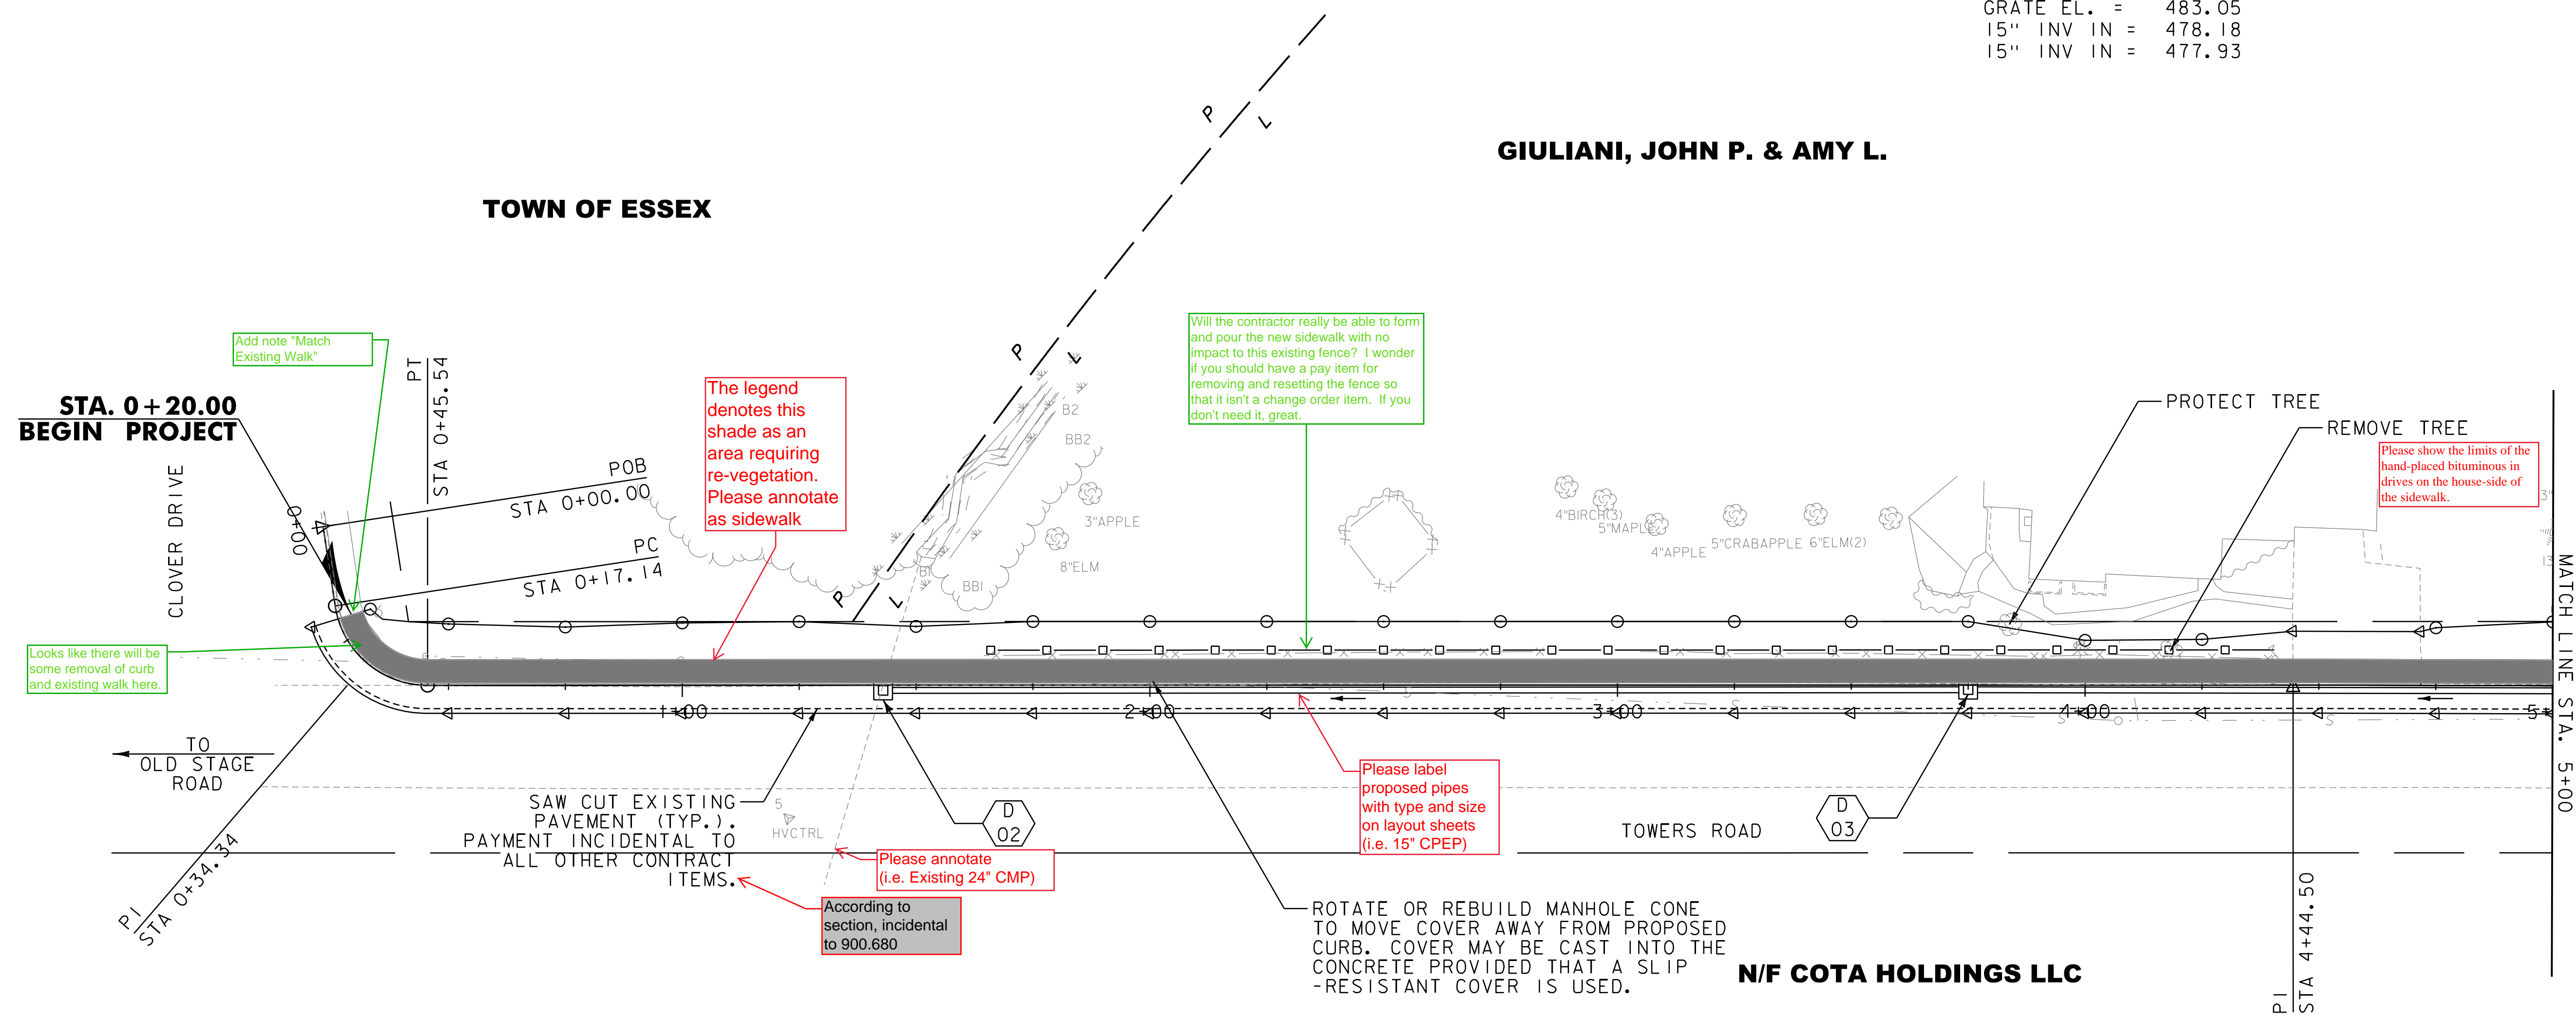 GRATE EL. = 483.05
15" INV IN = 478.18
15" INV IN = 477.93
P
L
GIULIANI, JOHN P. & AMY L.
TOWN OF ESSEX
Add note "Match
Existing Walk"
PT
STA 0+45.54
STA. 0+20.00
BEGIN PROJECT
CLOVER DRIVE
0+00
POB
STA 0+00.00
PC
STA 0+17.14
The legend
denotes this
shade as an
area requiring
re-vegetation.
Please annotate
as sidewalk
P
L
B2
BB2
3"APPLE
8"ELM
B1
BB1
P
L
Will the contractor really be able to form
and pour the new sidewalk with no
impact to this existing fence? I wonder
if you should have a pay item for
removing and resetting the fence so
that it isn't a change order item. If you
don't need it, great.
4"BIRCH(3)
5"MAPLE
4"APPLE
5"CRABAPPLE
6"ELM(2)
PROTECT TREE
REMOVE TREE
Please show the limits of the
hand-placed bituminous in
drives on the house-side of
the sidewalk.
3"
13
MATCH LINE STA. 5+00
Looks like there will be
some removal of curb
and existing walk here.
1+00
2+00
3+00
4+00
5+
S
S
S
S
TO
OLD STAGE
ROAD
PI
STA 0+34.34
SAW CUT EXISTING
PAVEMENT (TYP.).
PAYMENT INCIDENTAL TO
ALL OTHER CONTRACT
ITEMS.
5
HVCTRL
D
02
Please annotate
(i.e. Existing 24" CMP)
According to
section, incidental
to 900.680
Please label
proposed pipes
with type and size
on layout sheets
(i.e. 15" CPEP)
TOWERS ROAD
D
03
ROTATE OR REBUILD MANHOLE CONE
TO MOVE COVER AWAY FROM PROPOSED
CURB. COVER MAY BE CAST INTO THE
CONCRETE PROVIDED THAT A SLIP
-RESISTANT COVER IS USED.
N/F COTA HOLDINGS LLC
PI
STA 4+44.50